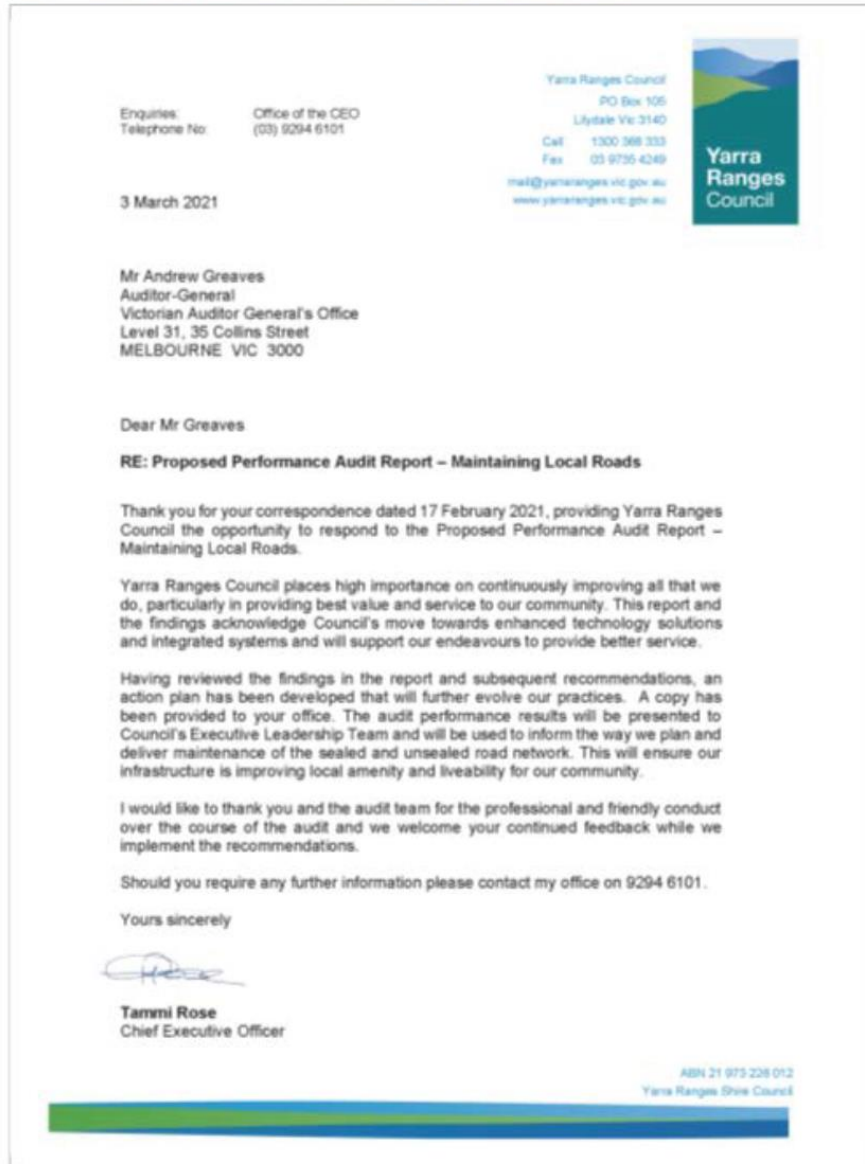 Enquiries: Office of the CEO
Telephone No: (03) 9294 6101
Yarra Ranges Council
PO Box 105
Lilydale Vic 3140
Call 1300 368 333
Fax 03 9735 4249
mail@yarraranges.vic.gov.au
www.yarraranges.vic.gov.au
Yarra
Ranges
Council
3 March 2021
Mr Andrew Greaves
Auditor-General
Victorian Auditor General's Office
Level 31, 35 Collins Street
MELBOURNE VIC 3000
Dear Mr Greaves
RE: Proposed Performance Audit Report – Maintaining Local Roads
Thank you for your correspondence dated 17 February 2021, providing Yarra Ranges
Council the opportunity to respond to the Proposed Performance Audit Report –
Maintaining Local Roads.
Yarra Ranges Council places high importance on continuously improving all that we
do, particularly in providing best value and service to our community. This report and
the findings acknowledge Council's move towards enhanced technology solutions
and integrated systems and will support our endeavours to provide better service.
Having reviewed the findings in the report and subsequent recommendations, an
action plan has been developed that will further evolve our practices. A copy has
been provided to your office. The audit performance results will be presented to
Council's Executive Leadership Team and will be used to inform the way we plan and
deliver maintenance of the sealed and unsealed road network. This will ensure our
infrastructure is improving local amenity and liveability for our community.
I would like to thank you and the audit team for the professional and friendly conduct
over the course of the audit and we welcome your continued feedback while we
implement the recommendations.
Should you require any further information please contact my office on 9294 6101.
Yours sincerely
Tammi Rose
Chief Executive Officer
ABN 21 973 226 012
Yarra Ranges Shire Council